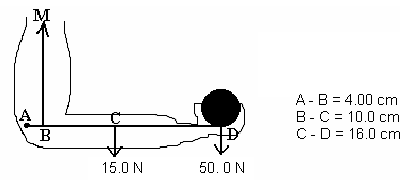 M
A
B
C
D
15.0 N
50. 0 N
A - B = 4.00 cm
B - C = 10.0 cm
C - D = 16.0 cm